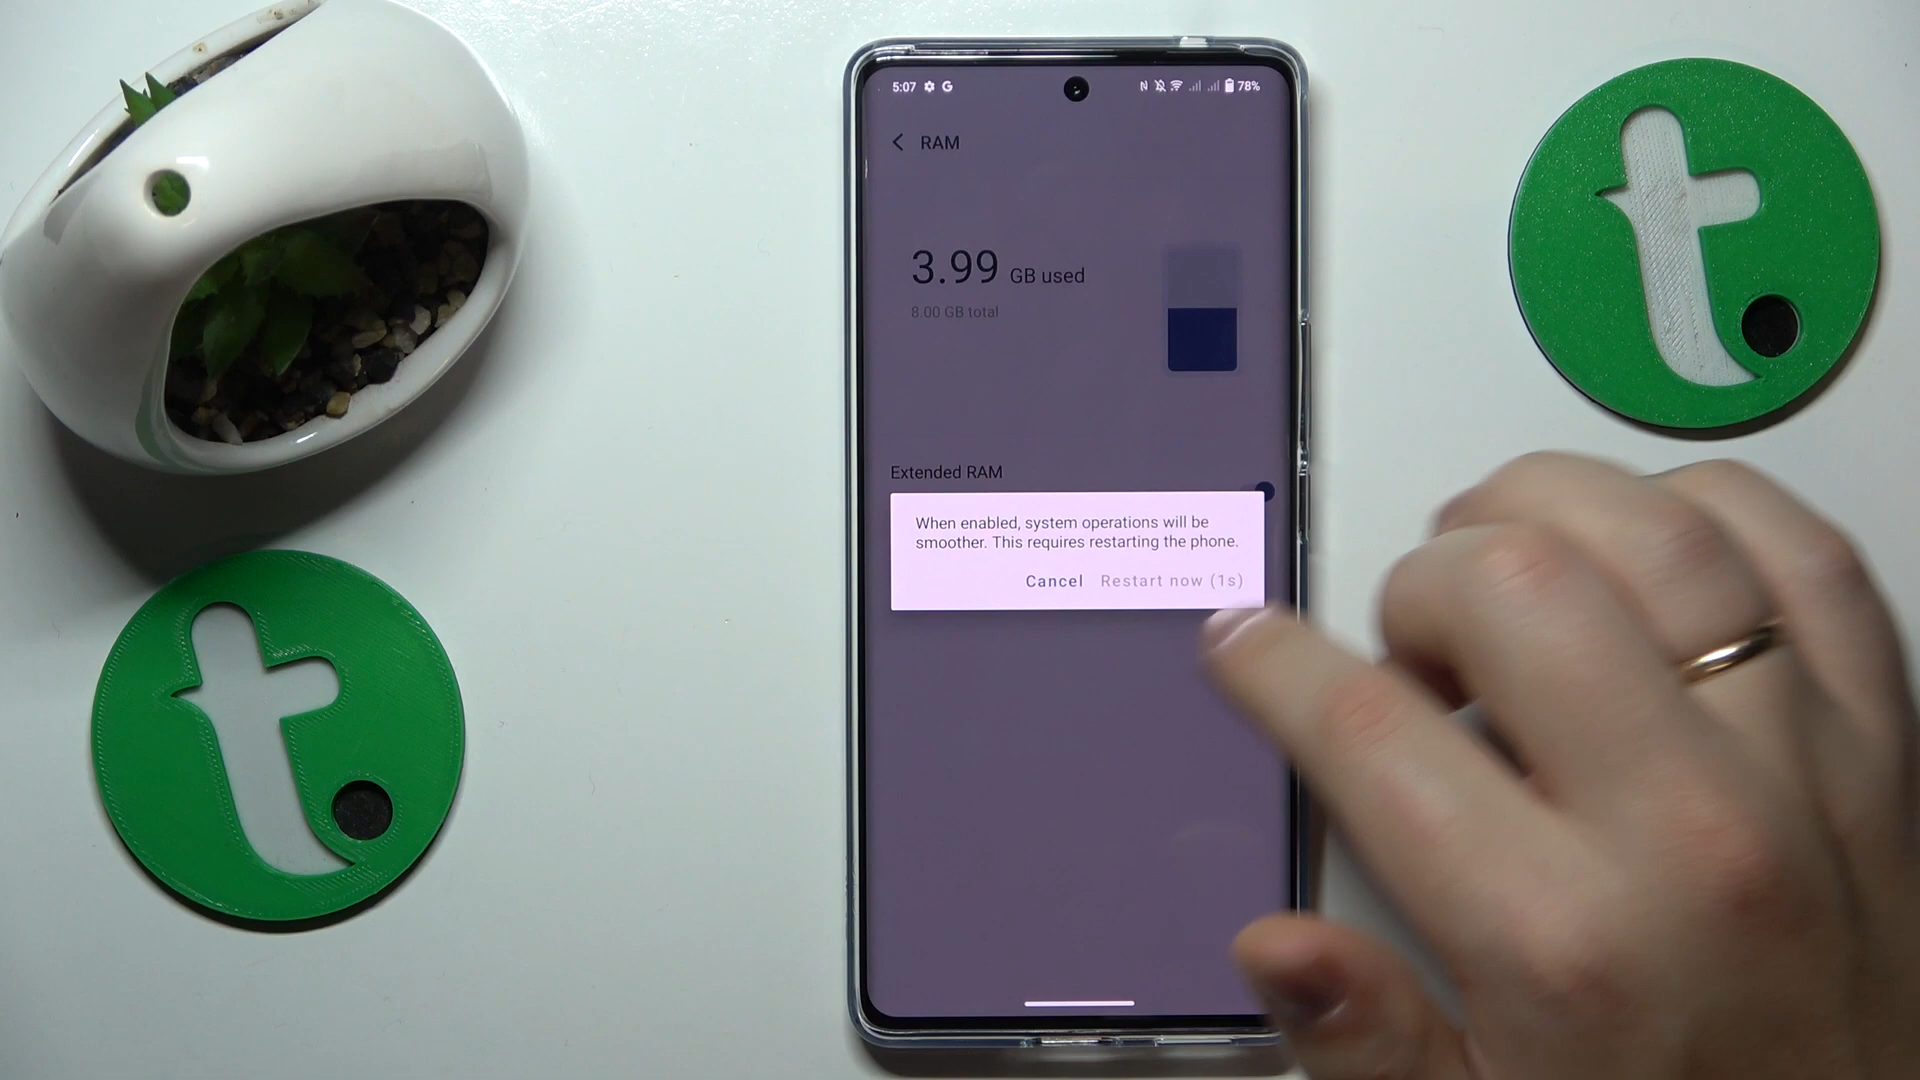 5:07 G 78%
RAM
3.99 GB used
8.00 GB total
Extended RAM
When enabled, system operations will be
smoother. This requires restarting the phone.
Cancel Restart now (1s)
t.
t.